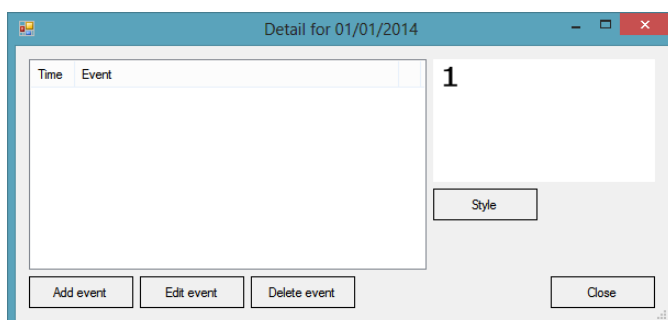 Detail for 01/01/2014
Time Event
1
Style
Add event Edit event Delete event Close